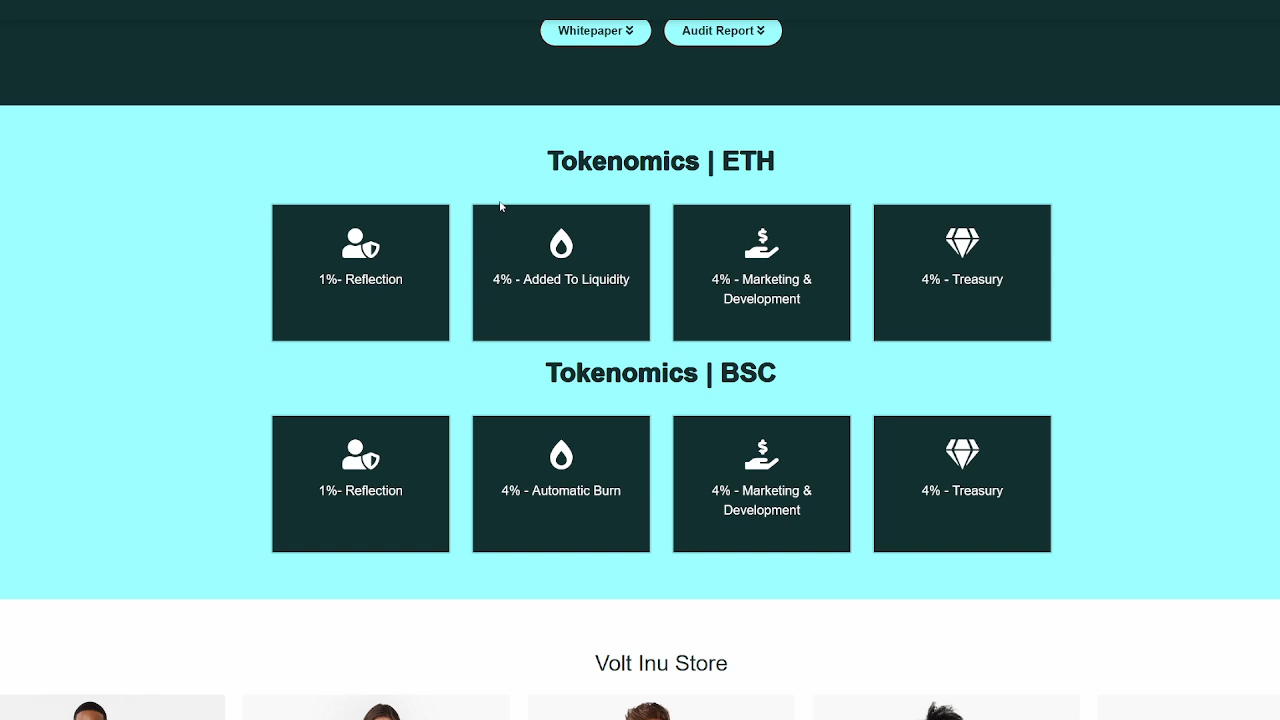 Whitepaper
Audit Report
Tokenomics | ETH
1%- Reflection
4% - Added To Liquidity
4% - Marketing &
Development
4% - Treasury
Tokenomics | BSC
1%- Reflection
4% - Automatic Burn
4% - Marketing &
Development
4% - Treasury
Volt Inu Store